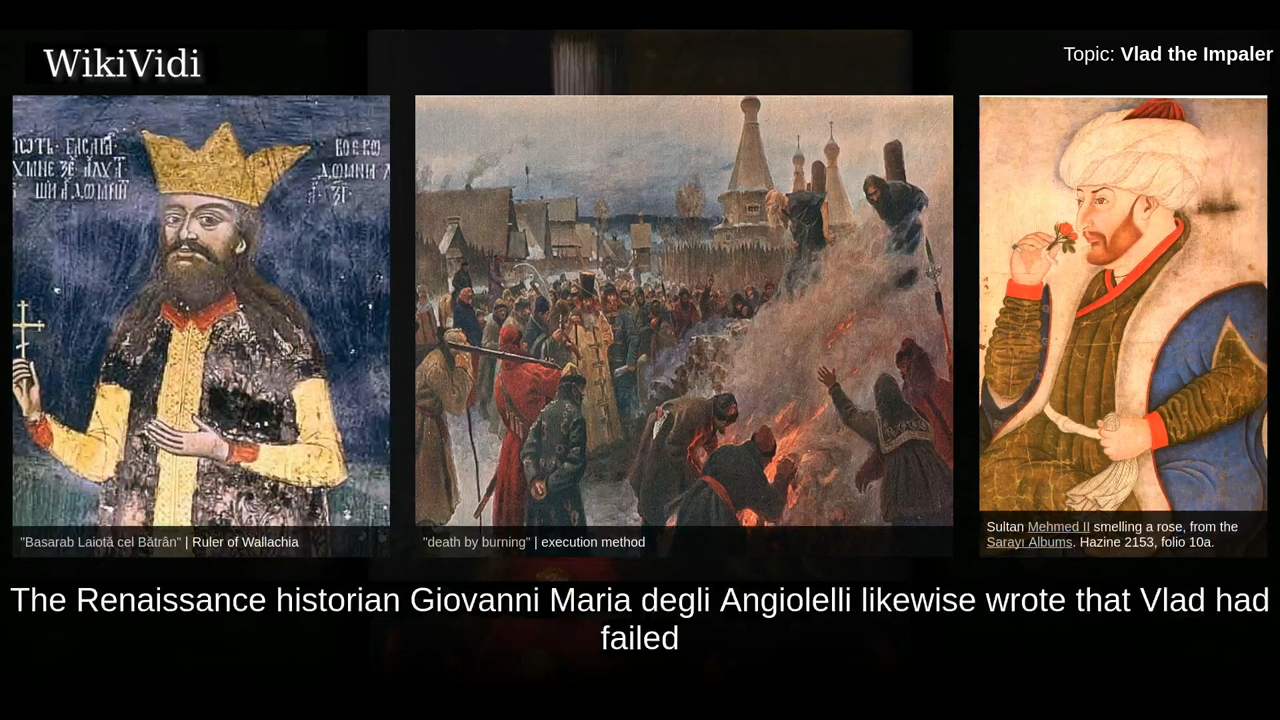 WikiVidi
Topic: Vlad the Impaler
"Basarab Laiotă cel Bătrân" | Ruler of Wallachia
"death by burning" | execution method
Sultan Mehmed II smelling a rose, from the
Sarayı Albums. Hazine 2153, folio 10a.
The Renaissance historian Giovanni Maria degli Angiolelli likewise wrote that Vlad had
failed